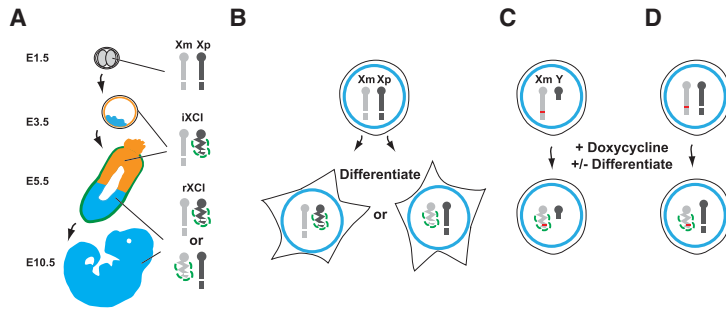 A
E1.5
Xm Xp
E3.5
iXCI
E5.5
rXCI
or
E10.5
B
Xm Xp
Differentiate
or
C
Xm Y
D
+ Doxycycline
+/- Differentiate